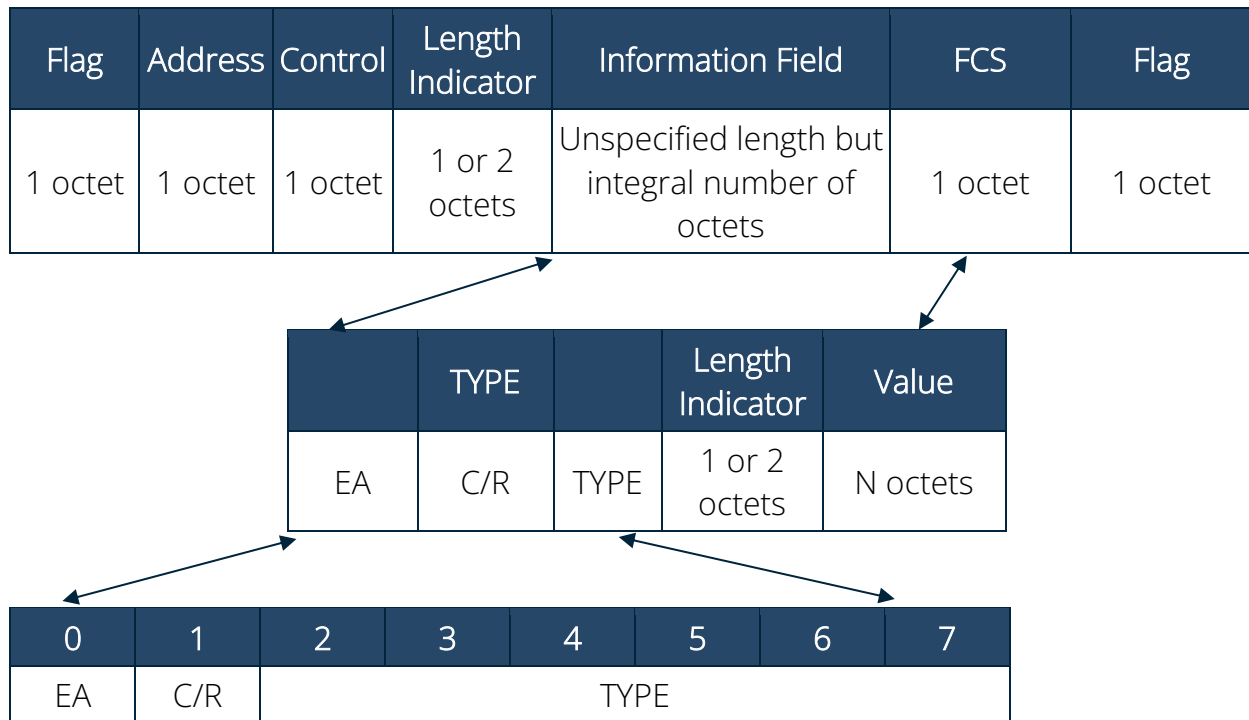 Flag Address Control Length Indicator Information Field FCS Flag
1 octet 1 octet 1 octet 1 or 2 octets Unspecified length but integral number of octets 1 octet 1 octet
TYPE Length Indicator Value
EA C/R TYPE 1 or 2 octets N octets
0 1 2 3 4 5 6 7
EA C/R TYPE